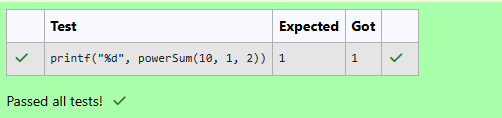 Test Expected Got
printf("%d", powerSum(10, 1, 2)) 1 1
Passed all tests!